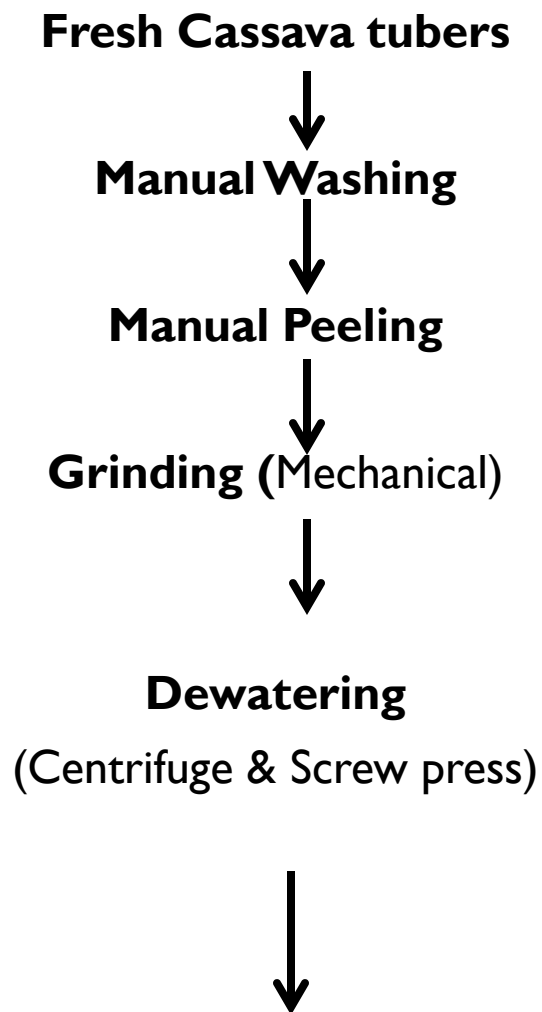 Fresh Cassava tubers
Manual Washing
Manual Peeling
Grinding (Mechanical)
Dewatering
(Centrifuge & Screw press)